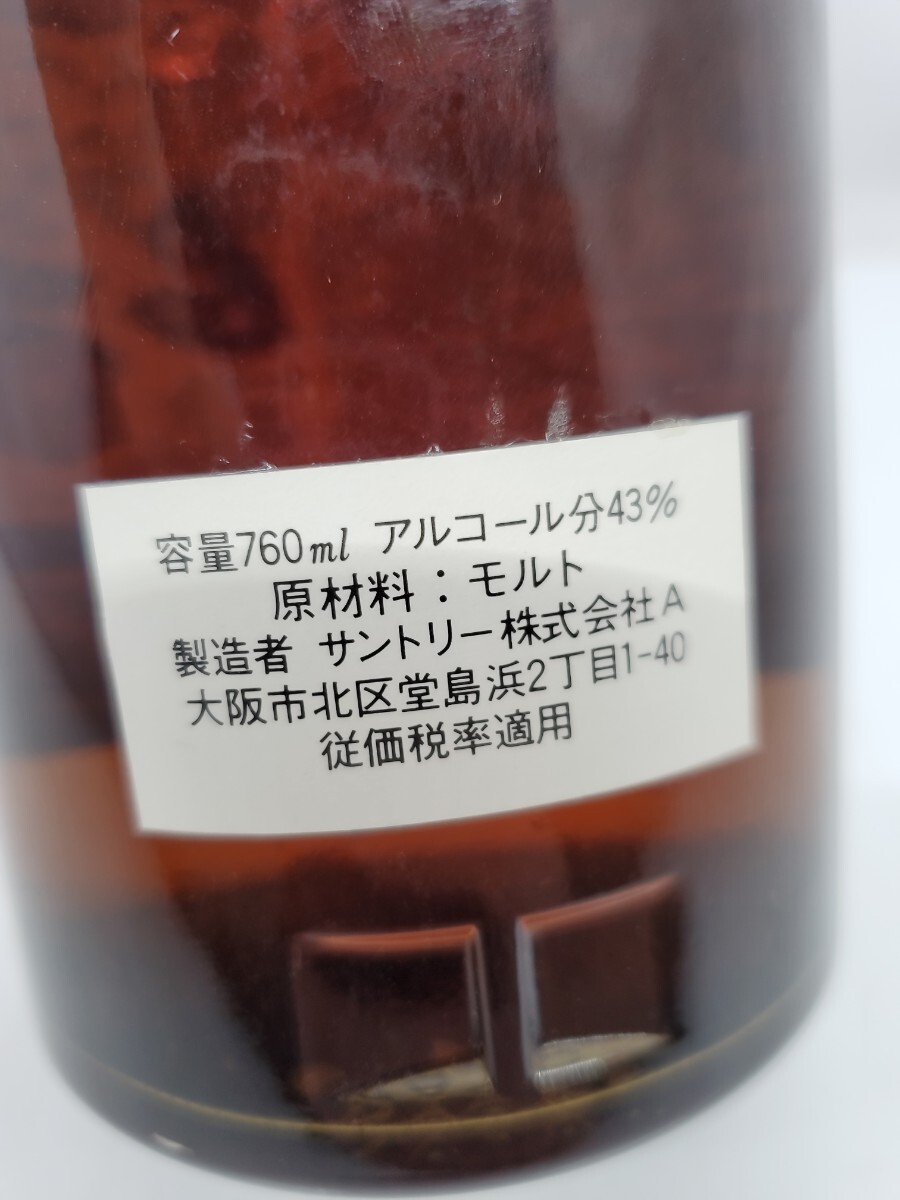 容量760ml アルコール分43%
原材料：モルト
製造者 サントリー株式会社A
大阪市北区堂島浜2丁目1-40
従価税率適用